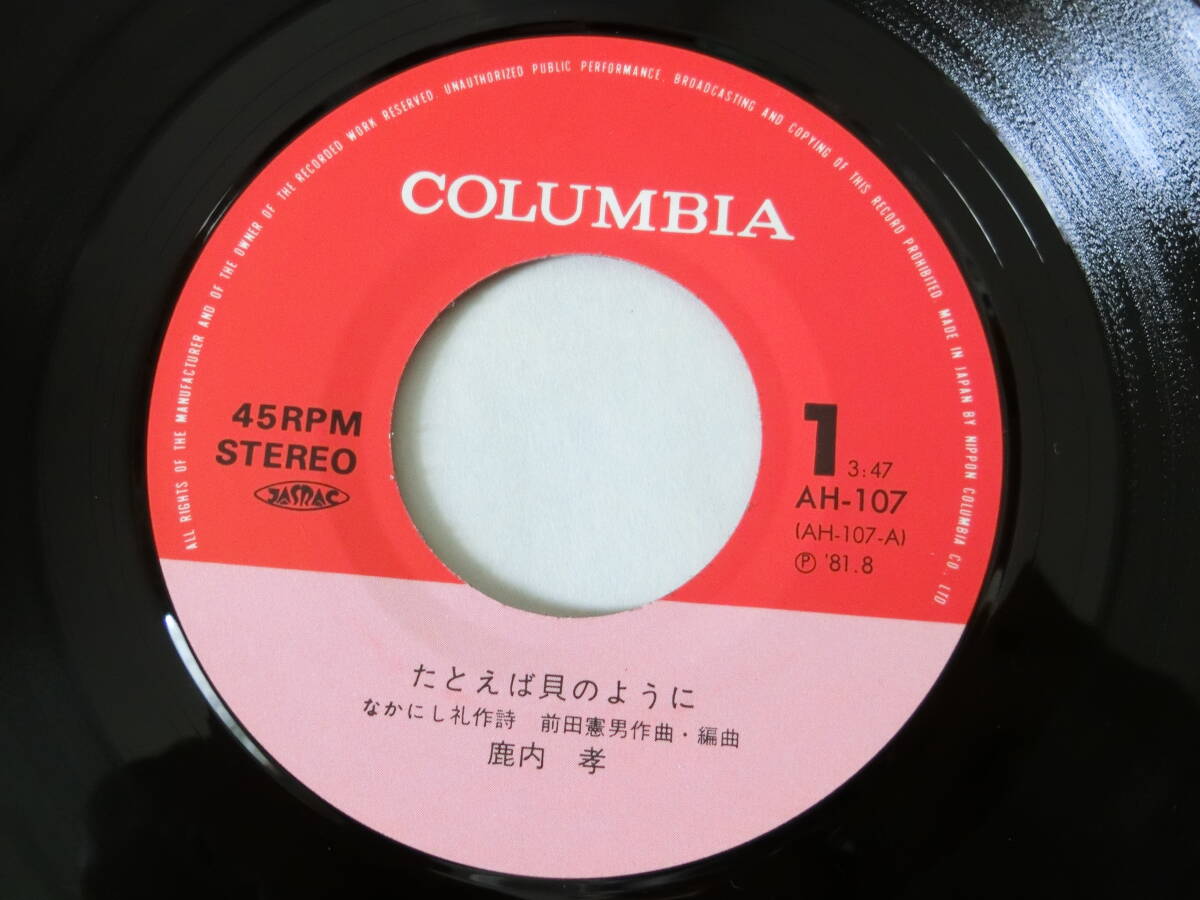 ALL RIGHTS OF THE MANUFACTURER AND OF THE OWNER OF THE RECORDED WORK RESERVED. UNAUTHORIZED PUBLIC PERFORMANCE. BROADCASTING AND COPYING OF THIS RECORD PROHIBITED. MADE IN JAPAN BY NIPPON COLUMBIA CO., LTD
COLUMBIA
45RPM
STEREO
JASRAC
1 3:47
AH-107
(AH-107-A)
Ⓟ '81.8
たとえば貝のように
なかにし礼作詩 前田憲男作曲・編曲
鹿内 孝